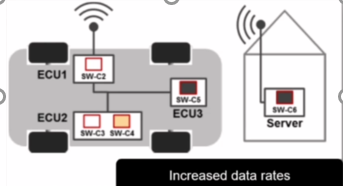 ECU1
SW-C2
SW-C5
ECU2
ECU3
SW-C3 SW-C4
SW-C6
Server
Increased data rates